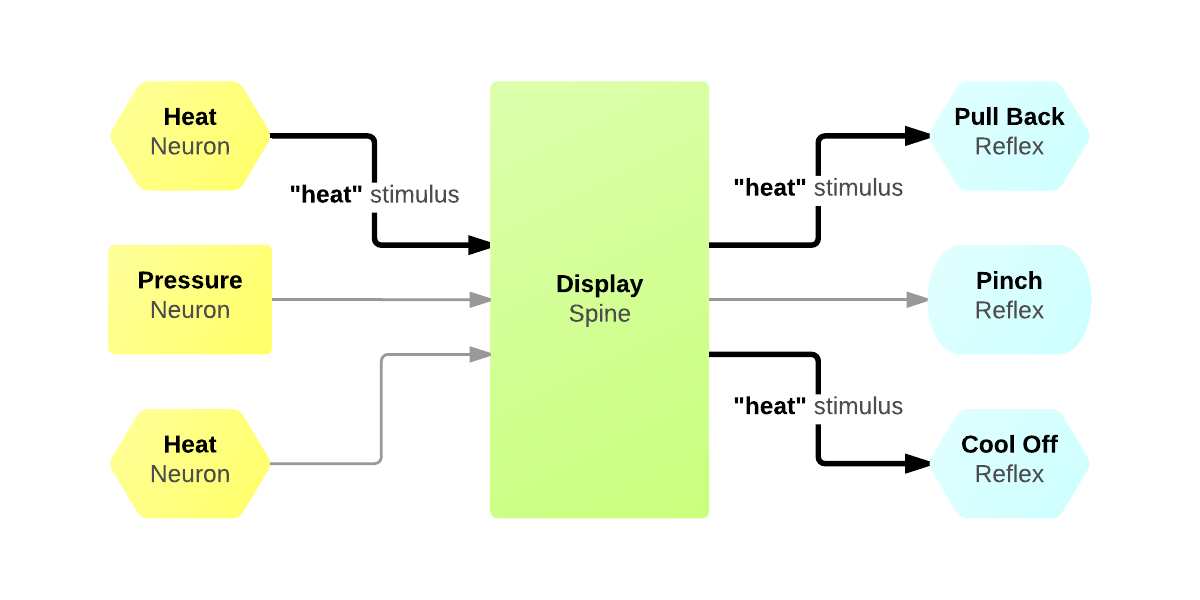 Heat
Neuron
"heat" stimulus
Pressure
Neuron
Heat
Neuron
Display
Spine
"heat" stimulus
"heat" stimulus
Pull Back
Reflex
Pinch
Reflex
Cool Off
Reflex